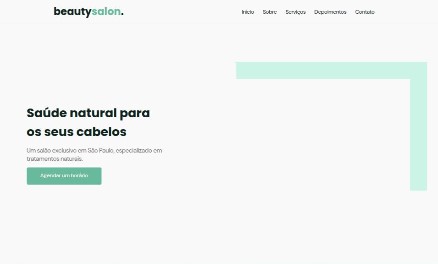 beautysalon.
Início Sobre Serviços Depoimentos Contato
Saúde natural para
os seus cabelos
Um salão exclusivo em São Paulo, especializado em
tratamentos naturais.
Agendar um horário